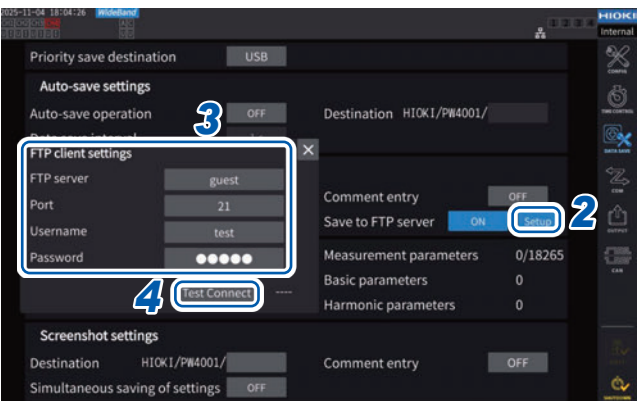 2025-11-04 18:04:26 WideBand
HIOKI
Internal
Priority save destination USB
Auto-save settings
Auto-save operation OFF
Destination HIOKI/PW4001/
3
FTP client settings
FTP server guest
Port 21
Username test
Password ●●●●●
4
Test Connect ----
Comment entry OFF
Save to FTP server ON Setup
2
Measurement parameters 0/18265
Basic parameters 0
Harmonic parameters 0
Screenshot settings
Destination HIOKI/PW4001/
Comment entry OFF
Simultaneous saving of settings OFF
CONFIG
TIME CONTROL
DATA SAVE
COM
OUTPUT
CAN